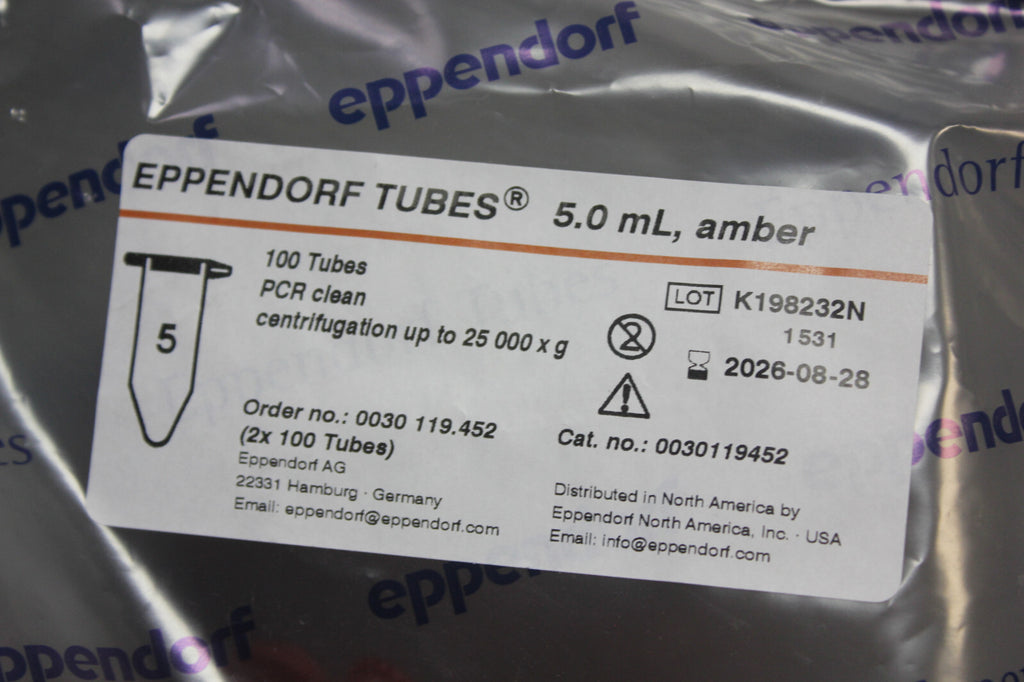 eppendorf
eppendorf
EPPENDORF TUBES® 5.0 mL, amber
100 Tubes
PCR clean
centrifugation up to 25 000 x g
5
LOT K198232N
1531
2
2026-08-28
Order no.: 0030 119.452
(2x 100 Tubes)
Eppendorf AG
22331 Hamburg · Germany
Email: eppendorf@eppendorf.com
Cat. no.: 0030119452
Distributed in North America by
Eppendorf North America, Inc. · USA
Email: info@eppendorf.com
eppendorf